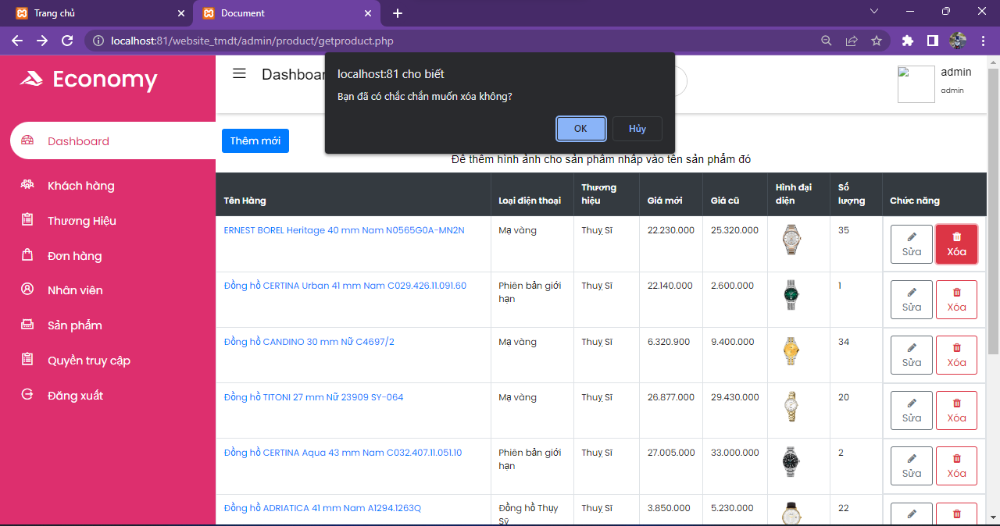 Trang chủ
Document
localhost:81/website_tmdt/admin/product/getproduct.php
Economy
Dashboard
Khách hàng
Thương Hiệu
Đơn hàng
Nhân viên
Sản phẩm
Quyền truy cập
Đăng xuất
Dashboar
localhost:81 cho biết
Bạn đã có chắc chắn muốn xóa không?
OK
Hủy
admin
admin
Thêm mới
Để thêm hình ảnh cho sản phẩm nhấp vào tên sản phẩm đó
Tên Hàng
Loại điện thoại
Thương
hiệu
Giá mới
Giá cũ
Hình đại
diện
Số
lượng
Chức năng
ERNEST BOREL Heritage 40 mm Nam N0565G0A-MN2N
Mạ vàng
Thuỵ Sĩ
22.230.000
25.320.000
35
Sửa
Xóa
Đồng hồ CERTINA Urban 41 mm Nam C029.426.11.091.60
Phiên bản giới
hạn
Thuỵ Sĩ
22.140.000
2.600.000
1
Sửa
Xóa
Đồng hồ CANDINO 30 mm Nữ C4697/2
Mạ vàng
Thuỵ Sĩ
6.320.900
9.400.000
34
Sửa
Xóa
Đồng hồ TITONI 27 mm Nữ 23909 SY-064
Mạ vàng
Thuỵ Sĩ
26.877.000
29.430.000
20
Sửa
Xóa
Đồng hồ CERTINA Aqua 43 mm Nam C032.407.11.051.10
Phiên bản giới
hạn
Thuỵ Sĩ
27.005.000
33.000.000
2
Sửa
Xóa
Đồng hồ ADRIATICA 41 mm Nam A1294.1263Q
Đồng hồ Thụy
Sỹ
Thuỵ Sĩ
3.850.000
5.230.000
22